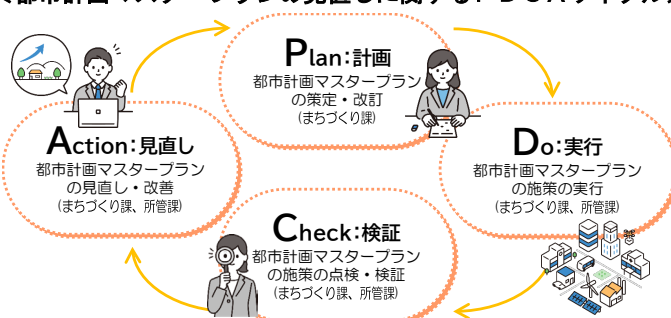 Plan:計画
都市計画マスタープラン
の策定・改訂
(まちづくり課)
Action:見直し
都市計画マスタープラン
の見直し・改善
(まちづくり課、所管課)
Do:実行
都市計画マスタープラン
の施策の実行
(まちづくり課、所管課)
Check:検証
都市計画マスタープラン
の施策の点検・検証
(まちづくり課、所管課)